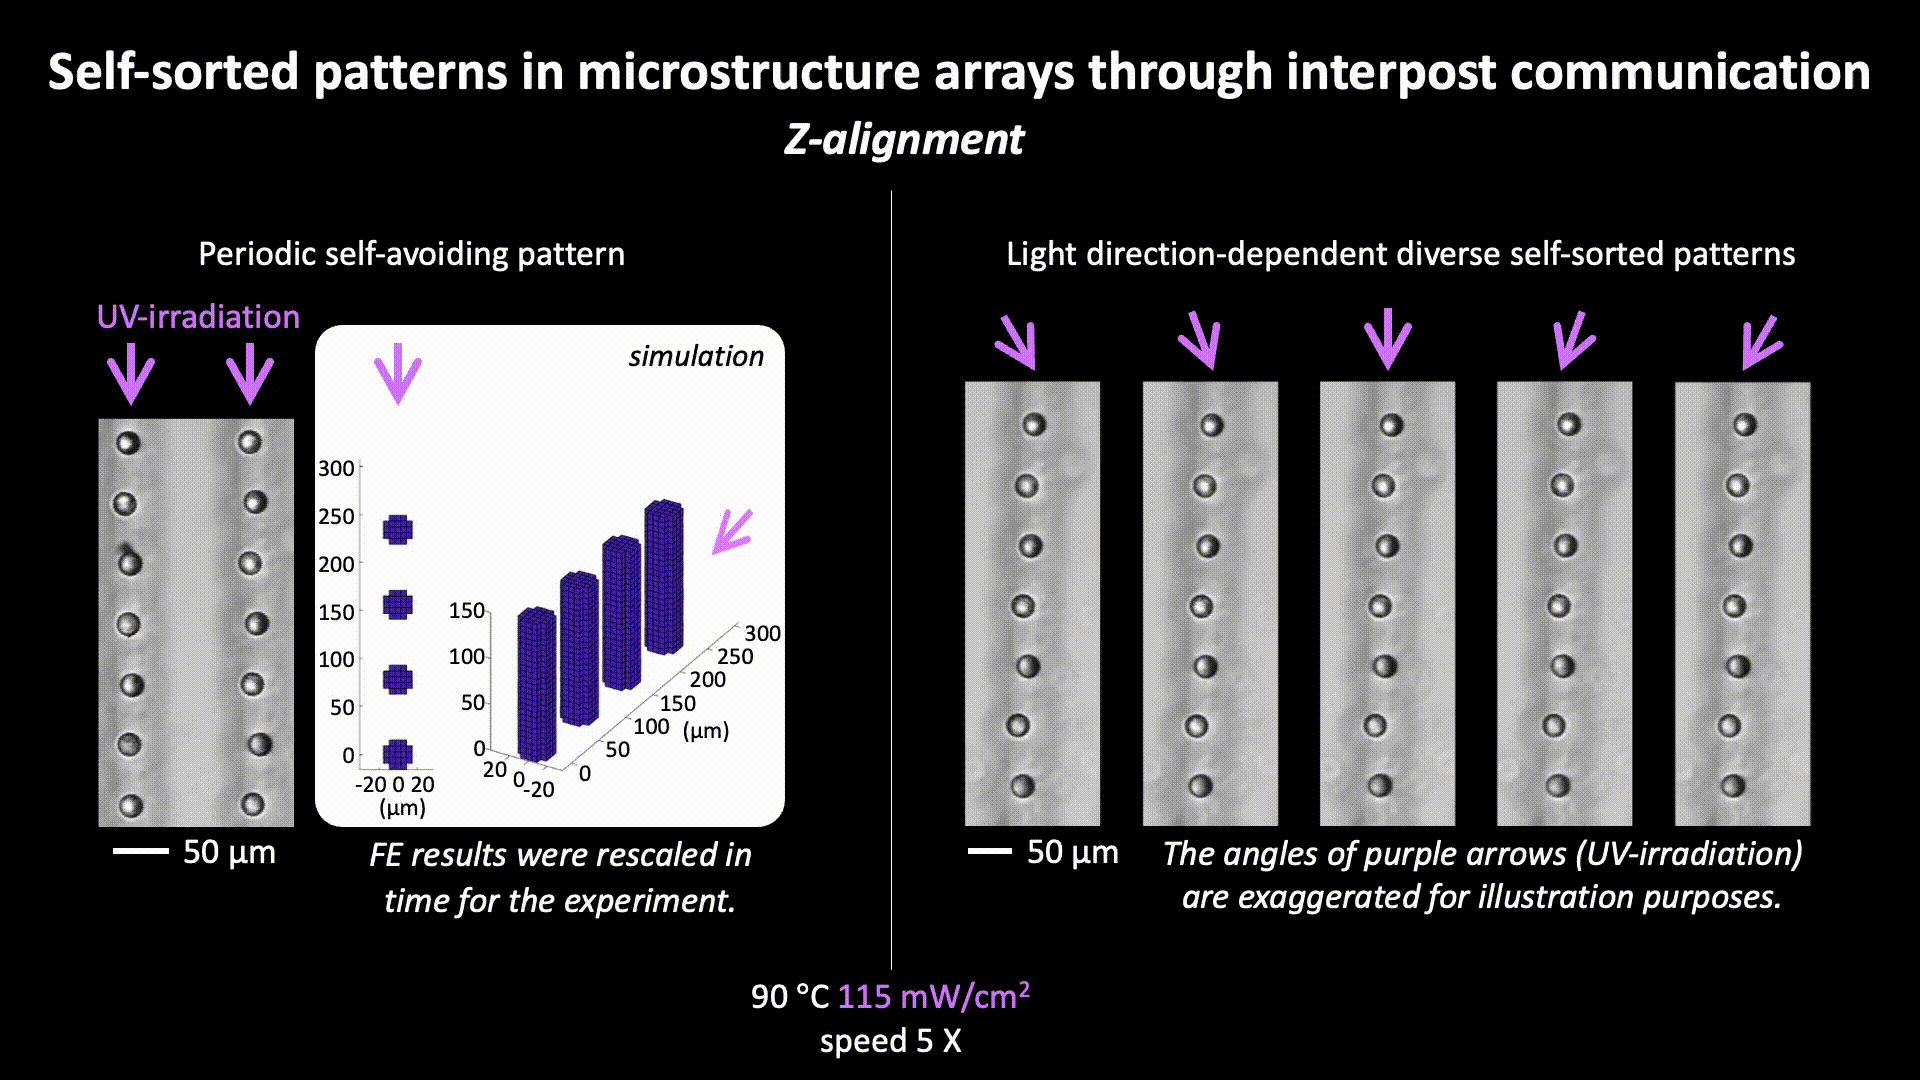 Self-sorted patterns in microstructure arrays through interpost communication
Z-alignment
Periodic self-avoiding pattern
UV-irradiation
simulation
300
250
200
150
100
50
0
-20 0 20
(µm)
150
100
50
0
20
0
-20
0
50
100
150
200
250
300
(µm)
50 µm
FE results were rescaled in
time for the experiment.
Light direction-dependent diverse self-sorted patterns
50 µm
The angles of purple arrows (UV-irradiation)
are exaggerated for illustration purposes.
90 °C 115 mW/cm²
speed 5 X